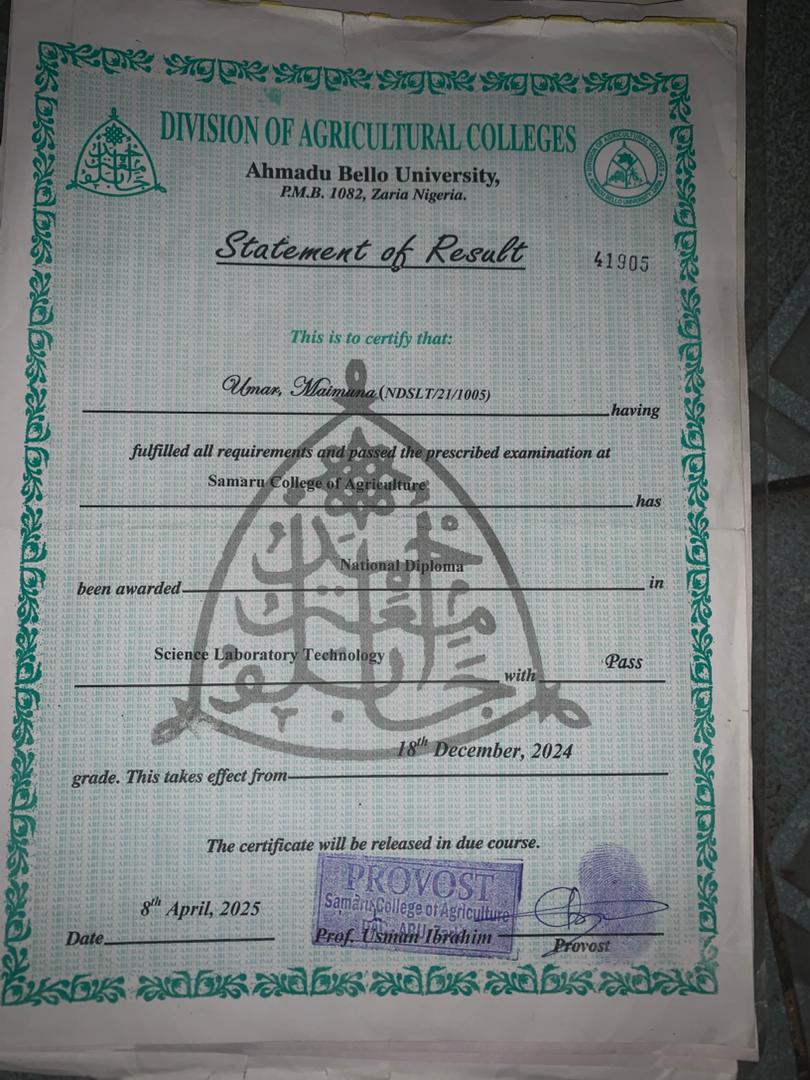 DIVISION OF AGRICULTURAL COLLEGES
Ahmadu Bello University,
P.M.B. 1082, Zaria Nigeria.
Statement of Result
41905
This is to certify that:
Umar, Maimuna (NDSLT/21/1005)
having
fulfilled all requirements and passed the prescribed examination at
Samaru College of Agriculture
has
National Diploma
been awarded in
Science Laboratory Technology
with Pass
18th December, 2024
grade. This takes effect from
The certificate will be released in due course.
PROVOST
Samaru College of Agriculture
8th April, 2025
Date
Prof. Usman Ibrahim
Provost